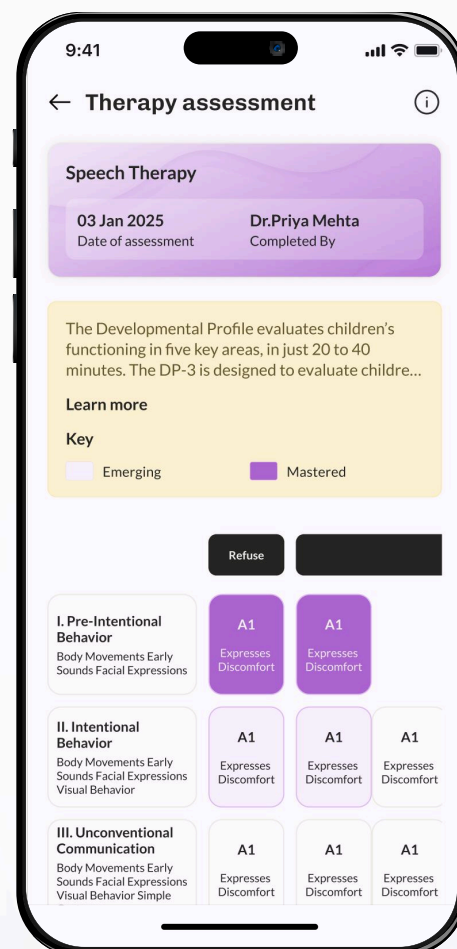 9:41
Therapy assessment
Speech Therapy
03 Jan 2025
Dr.Priya Mehta
Date of assessment
Completed By
The Developmental Profile evaluates children's
functioning in five key areas, in just 20 to 40
minutes. The DP-3 is designed to evaluate childre...
Learn more
Key
Emerging
Mastered
Refuse
I. Pre-Intentional
Behavior
Body Movements Early
Sounds Facial Expressions
A1
Expresses
Discomfort
A1
Expresses
Discomfort
II. Intentional
Behavior
Body Movements Early
Sounds Facial Expressions
Visual Behavior
A1
Expresses
Discomfort
A1
Expresses
Discomfort
A1
Expresses
Discomfort
III. Unconventional
Communication
Body Movements Early
Sounds Facial Expressions
Visual Behavior Simple
A1
Expresses
Discomfort
A1
Expresses
Discomfort
A1
Expresses
Discomfort